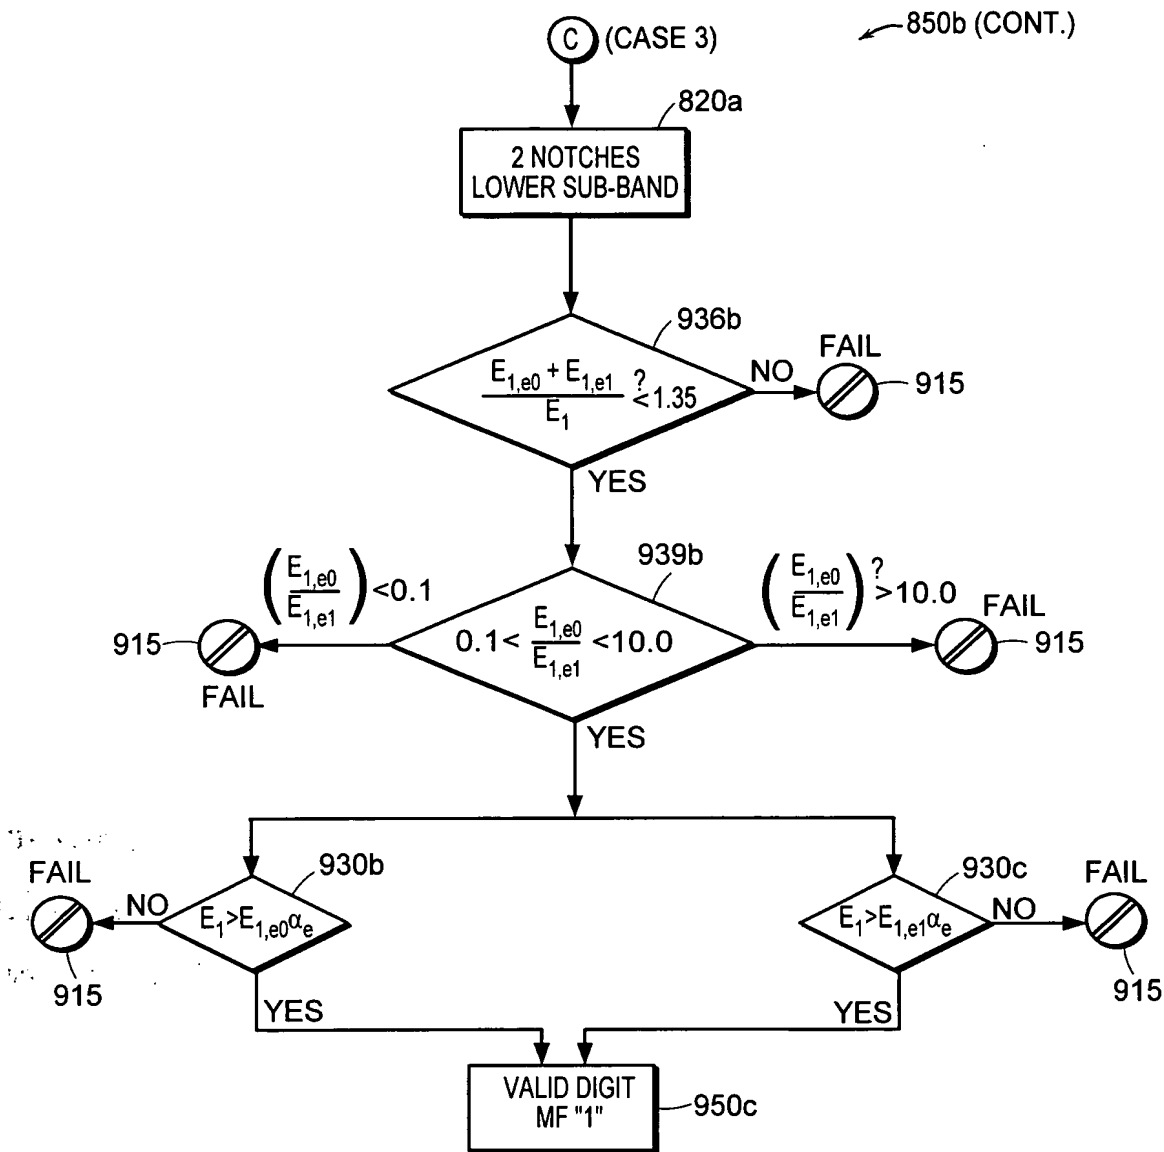 C (CASE 3)
850b (CONT.)
820a
2 NOTCHES
LOWER SUB-BAND
936b
E1,e0 + E1,e1 / E1 ?< 1.35
NO
FAIL
915
YES
939b
(E1,e0 / E1,e1) <0.1
0.1< E1,e0 / E1,e1 <10.0
(E1,e0 / E1,e1) ?> 10.0
FAIL
915
915
FAIL
YES
930b
930c
FAIL
NO
E1>E1,e0αe
E1>E1,e1αe
NO
FAIL
915
915
YES
YES
VALID DIGIT
MF "1"
950c